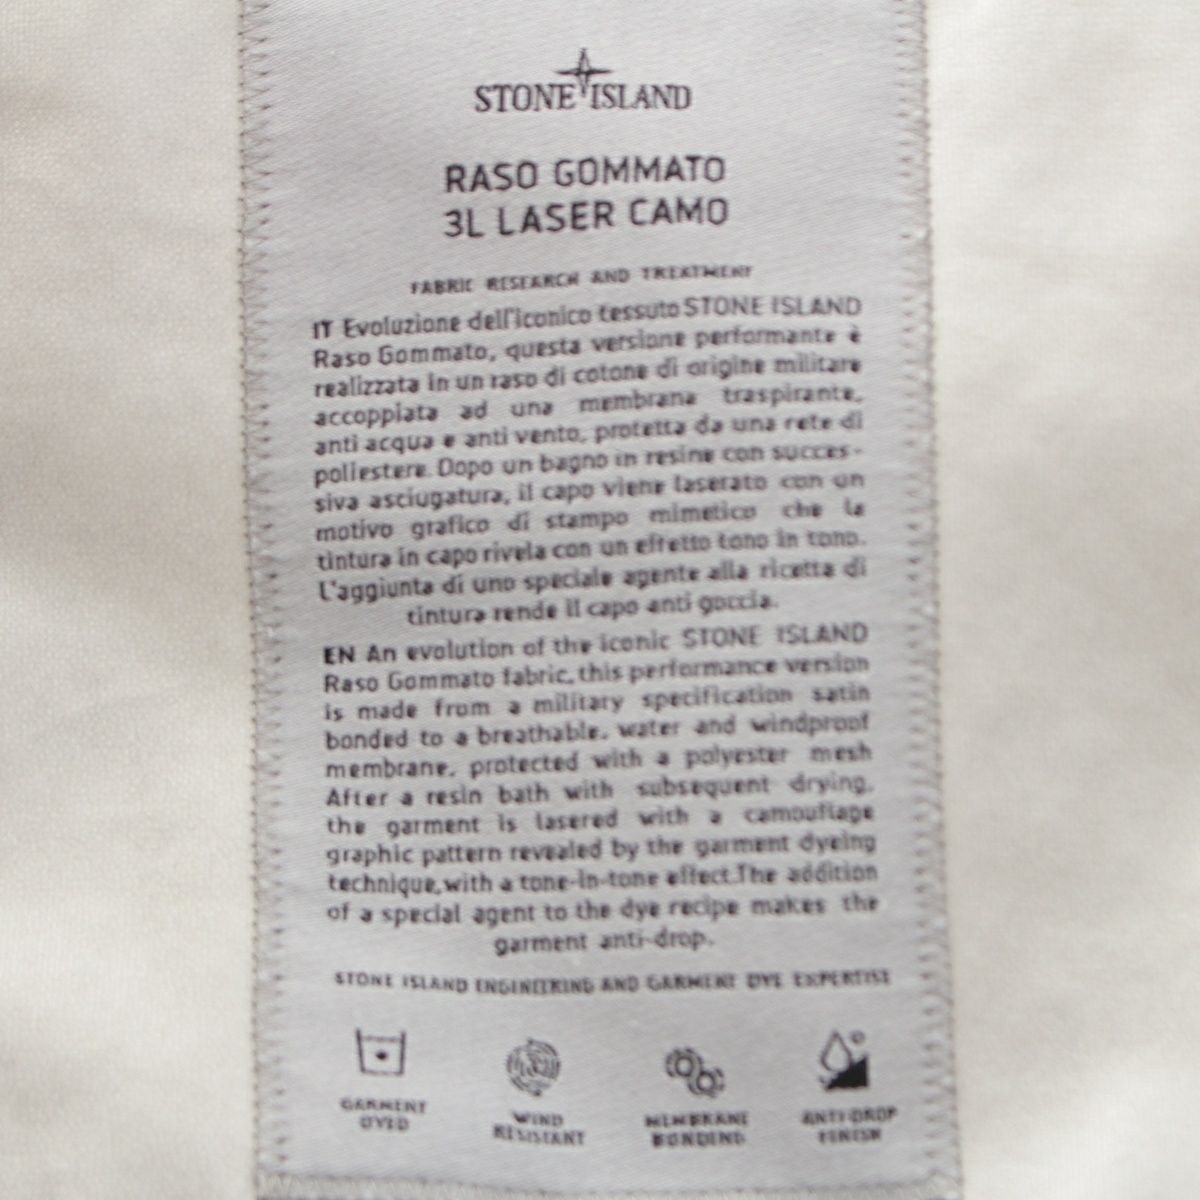 STONE ISLAND
RASO GOMMATO
3L LASER CAMO
FABRIC RESEARCH AND TREATMENT
IT Evoluzione dell'iconico tessuto STONE ISLAND
Raso Gommato, questa versione performante è
realizzata in un raso di cotone di origine militare
accoppiata ad una membrana traspirante,
anti acqua e anti vento, protetta da una rete di
poliestere. Dopo un bagno in resine con succes-
siva asciugatura, il capo viene laserato con un
motivo grafico di stampo mimetico che la
tintura in capo rivela con un effetto tono in tono.
L'aggiunta di uno speciale agente alla ricetta di
tintura rende il capo anti goccia.
EN An evolution of the iconic STONE ISLAND
Raso Gommato fabric, this performance version
is made from a military specification satin
bonded to a breathable, water and windproof
membrane, protected with a polyester mesh
After a resin bath with subsequent drying,
the garment is lasered with a camouflage
graphic pattern revealed by the garment dyeing
technique, with a tone-in-tone effect. The addition
of a special agent to the dye recipe makes the
garment anti-drop.
STONE ISLAND ENGINEERING AND GARMENT DYE EXPERTISE
GARMENT DYED
WIND RESISTANT
MEMBRANE BONDING
ANTI-DROP FINISH